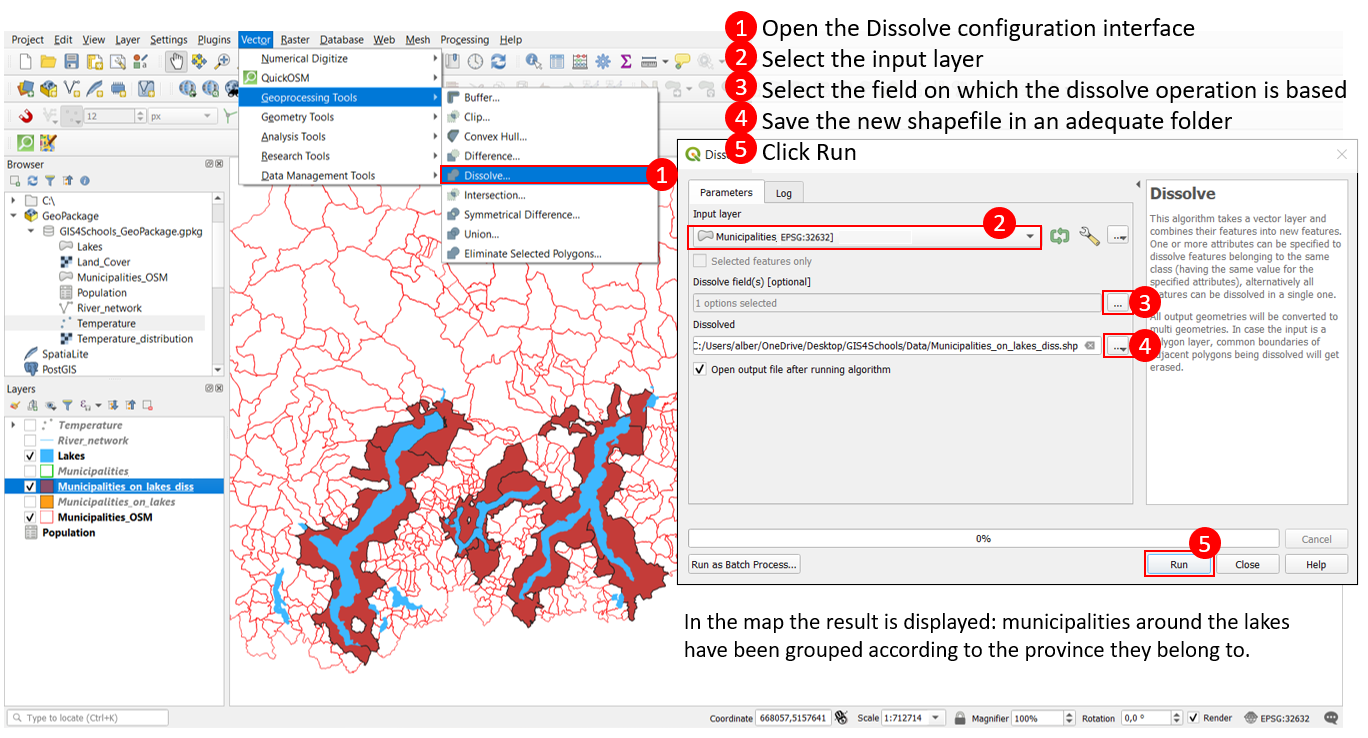 1 Open the Dissolve configuration interface
2 Select the input layer
3 Select the field on which the dissolve operation is based
4 Save the new shapefile in an adequate folder
5 Click Run
Project Edit View Layer Settings Plugins Vector Raster Database Web Mesh Processing Help
Numerical Digitize
QuickOSM
Geoprocessing Tools
Geometry Tools
Analysis Tools
Research Tools
Data Management Tools
Buffer...
Clip...
Convex Hull...
Difference...
Dissolve...
1
Intersection...
Symmetrical Difference...
Union...
Eliminate Selected Polygons...
12
px
Browser
C:\
GeoPackage
GIS4Schools_GeoPackage.gpkg
Lakes
Land_Cover
Municipalities_OSM
Population
River_network
Temperature
Temperature_distribution
SpatiaLite
PostGIS
Layers
Temperature
River_network
Lakes
Municipalities
Municipalities_on_lakes_diss
Municipalities_on_lakes
Municipalities_OSM
Population
Parameters
Log
Input layer
2
Municipalities, EPSG:32632]
Selected features only
Dissolve field(s) [optional]
1 options selected
...
3
Dissolved
C:/Users/alber/OneDrive/Desktop/GIS4Schools/Data/Municipalities_on_lakes_diss.shp
...
4
Open output file after running algorithm
Dissolve
This algorithm takes a vector layer and
combines their features into new features.
One or more attributes can be specified to
dissolve features belonging to the same
class (having the same value for the
specified attributes), alternatively all
features can be dissolved in a single one.
All output geometries will be converted to
multi geometries. In case the input is a
polygon layer, common boundaries of
adjacent polygons being dissolved will get
erased.
0%
5
Cancel
Run as Batch Process...
Run
Close
Help
In the map the result is displayed: municipalities around the lakes
have been grouped according to the province they belong to.
Type to locate (Ctrl+K)
Coordinate 668057,5157641 Scale 1:712714 Magnifier 100% Rotation 0,0 ° Render EPSG:32632